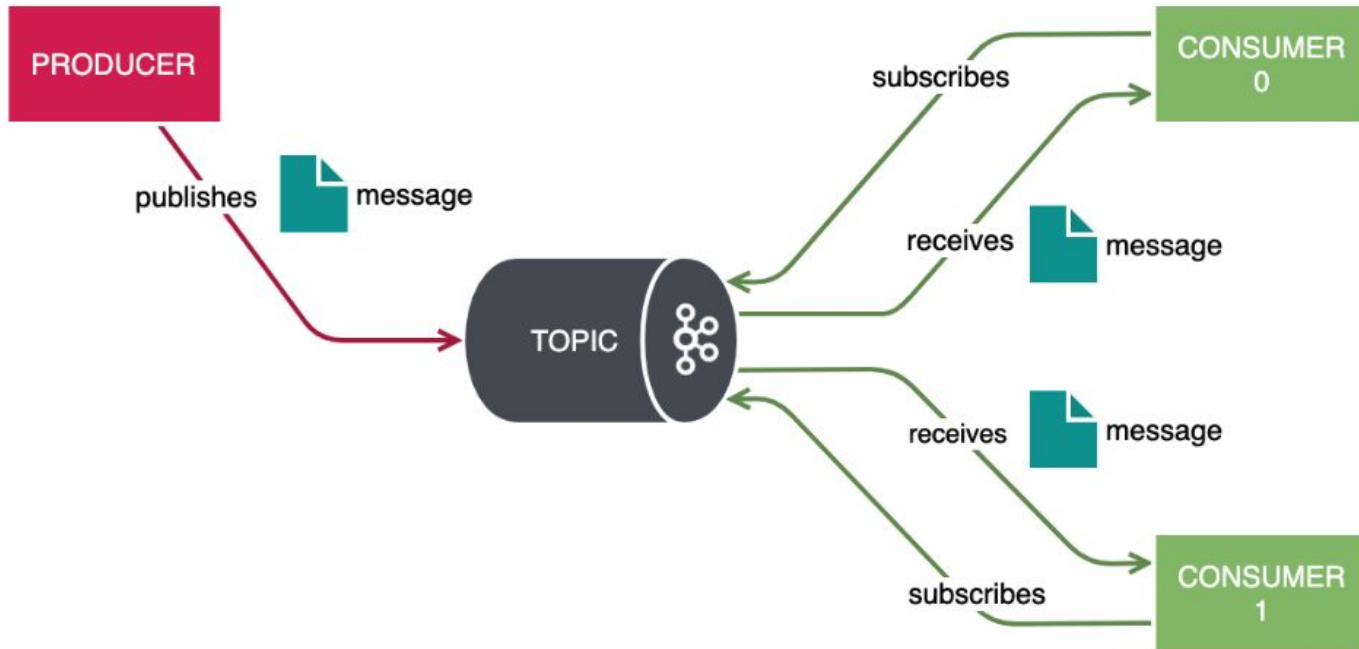 PRODUCER
publishes
message
TOPIC
subscribes
CONSUMER
0
receives
message
receives
message
subscribes
CONSUMER
1